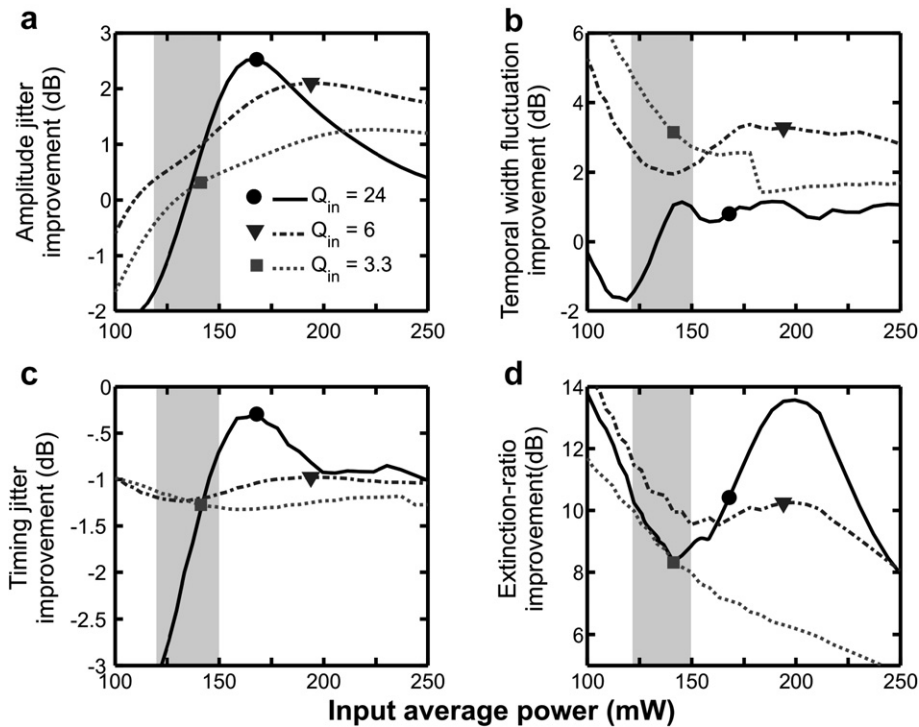 a
Amplitude jitter
improvement (dB)
3
2
1
0
-1
-2
100
150
200
250
Q_in = 24
Q_in = 6
Q_in = 3.3
b
Temporal width fluctuation
improvement (dB)
6
4
2
0
-2
100
150
200
250
c
Timing jitter
improvement (dB)
0
-.5
-1
-1.5
-2
-2.5
-3
100
150
200
250
d
Extinction-ratio
improvement(dB)
14
12
10
8
6
100
150
200
250
Input average power (mW)